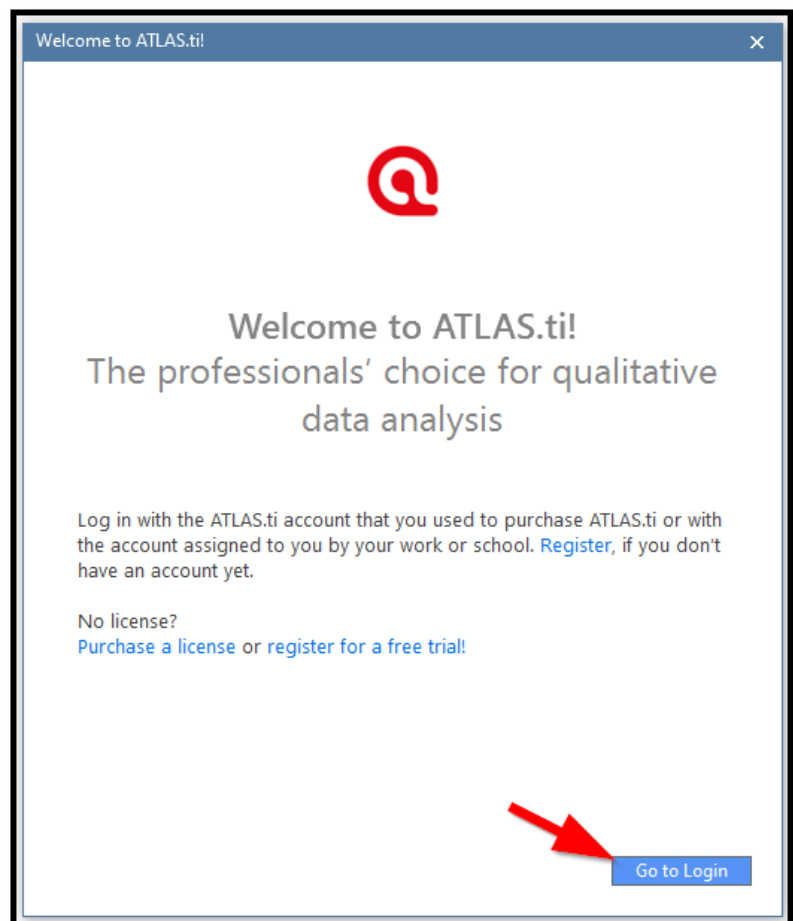 Welcome to ATLAS.ti!
Welcome to ATLAS.ti!
The professionals’ choice for qualitative
data analysis
Log in with the ATLAS.ti account that you used to purchase ATLAS.ti or with
the account assigned to you by your work or school. Register, if you don’t
have an account yet.
No license?
Purchase a license or register for a free trial!
Go to Login